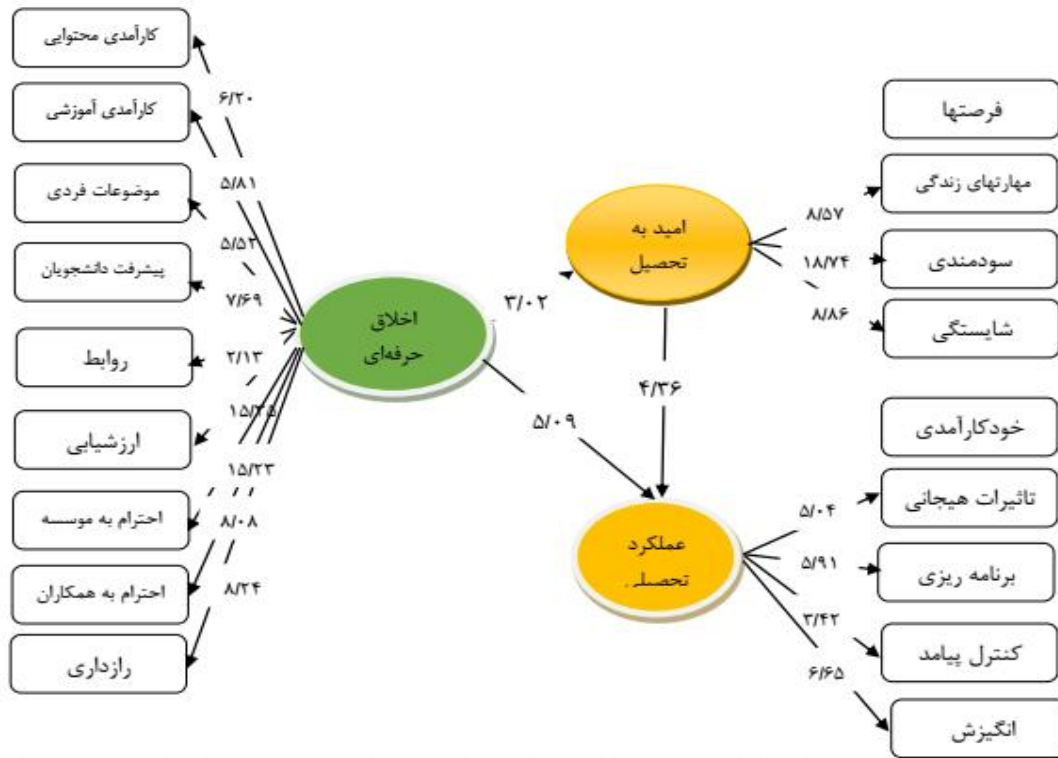 کارآمدی محتوایی
کارآمدی آموزشی
موضوعات فردی
پیشرفت دانشجویان
روابط
ارزشیابی
احترام به موسسه
احترام به همکاران
رازداری
۶/۲۰
۵/۸۱
۵/۵۲
۷/۶۹
۲/۱۳
۱۵/۳۵
۱۵/۲۳
۸/۰۸
۸/۲۴
اخلاق
حرفه‌ای
۳/۰۲
۵/۰۹
امید به
تحصیل
۴/۳۶
عملکرد
تحصیلی
۸/۵۷
۱۸/۷۴
۸/۸۶
فرصتها
مهارتهای زندگی
سودمندی
شایستگی
۵/۰۴
۵/۹۱
۳/۴۲
۶/۶۵
خودکارآمدی
تاثیرات هیجانی
برنامه ریزی
کنترل پیامد
انگیزش